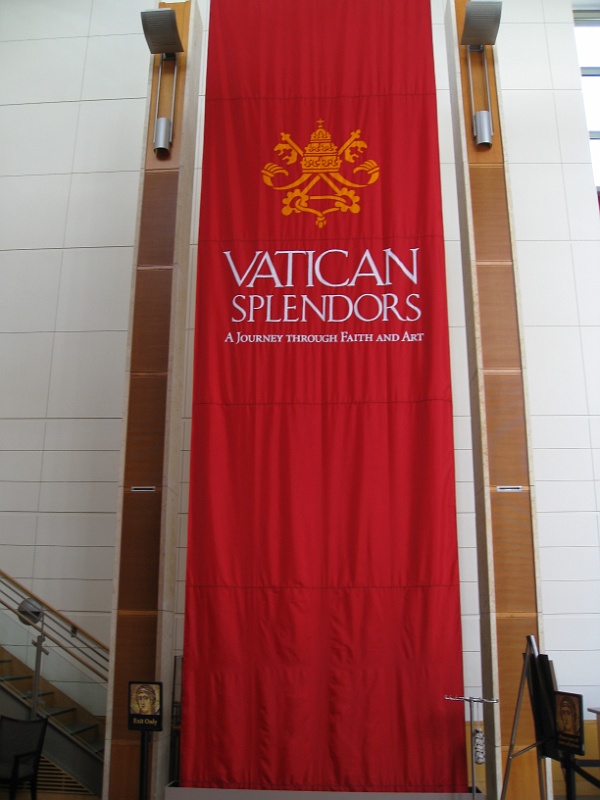 VATICAN
SPLENDORS
A JOURNEY THROUGH FAITH AND ART
Exit Only